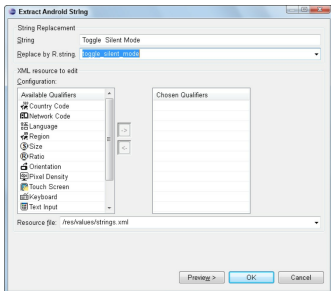 Extract Android String
String Replacement
String Toggle Silent Mode
Replace by R.string. toggle_silent_mode
XML resource to edit
Configuration:
Available Qualifiers Chosen Qualifiers
Country Code
Network Code
Language
Region
Size
Ratio
Orientation
Pixel Density
Touch Screen
Keyboard
Text Input
->
<-
Resource file: /res/values/strings.xml
Preview > OK Cancel